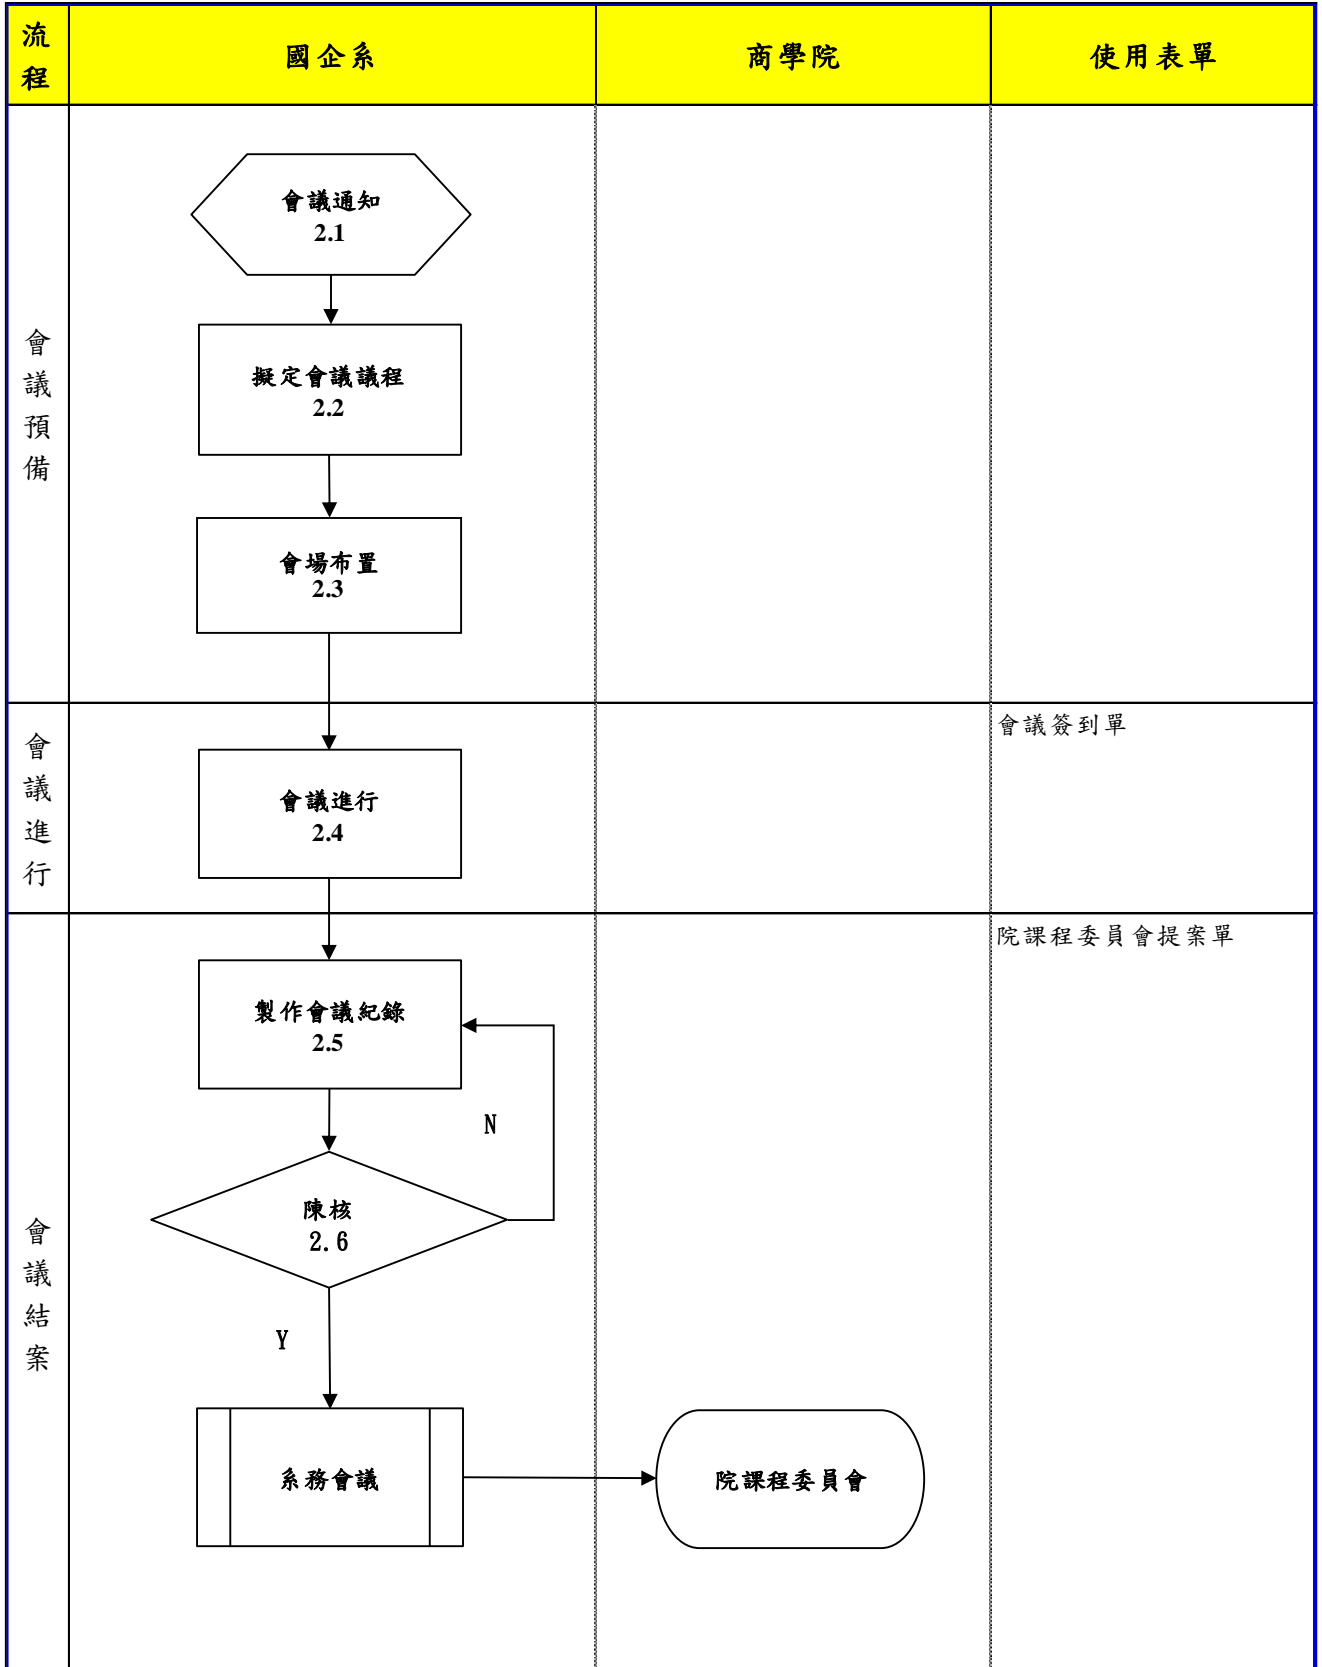 流程
國企系
商學院
使用表單
會議預備
會議通知
2.1
擬定會議議程
2.2
會場布置
2.3
會議進行
會議進行
2.4
會議簽到單
會議結案
製作會議紀錄
2.5
N
陳核
2.6
Y
系務會議
院課程委員會
院課程委員會提案單